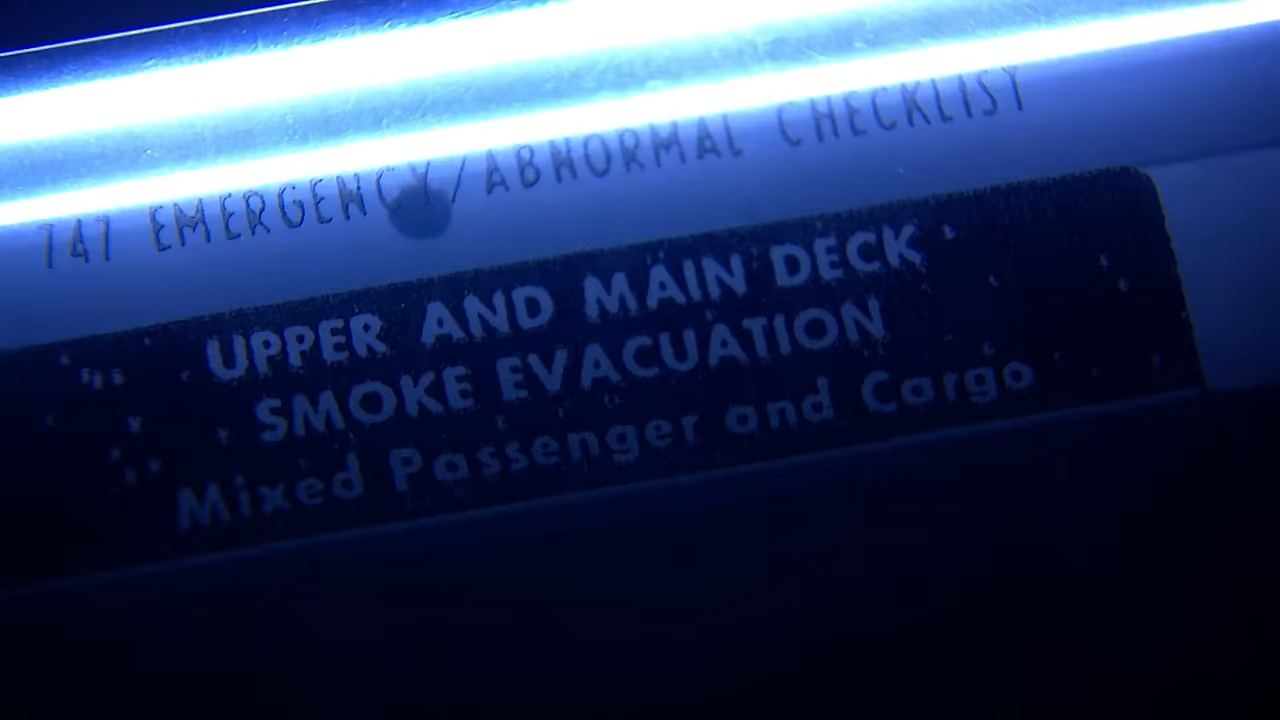 747 EMERGENCY/ABNORMAL CHECKLIST
UPPER AND MAIN DECK
SMOKE EVACUATION
Mixed Passenger and Cargo